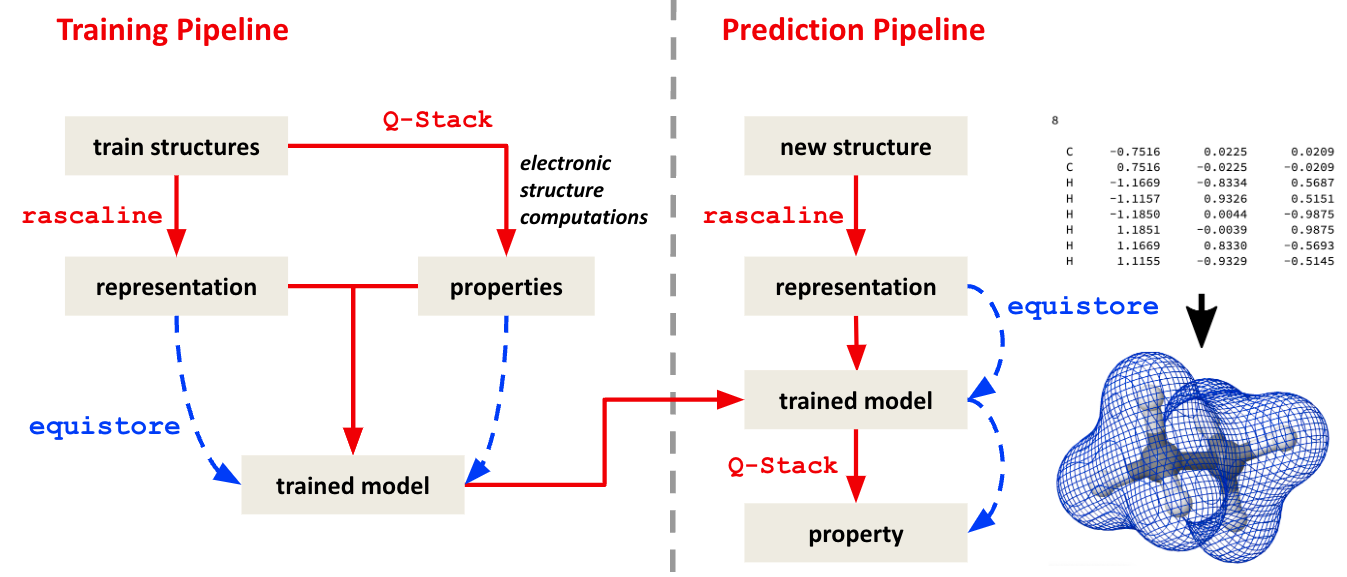 Training Pipeline
Q-Stack
train structures
electronic
structure
computations
rascaline
representation
properties
equistore
trained model
Prediction Pipeline
new structure
rascaline
representation
equistore
trained model
Q-Stack
property
8
C -0.7516 0.0225 0.0209
C 0.7516 -0.0225 -0.0209
H -1.1669 -0.8334 0.5687
H -1.1157 0.9326 0.5151
H -1.1850 0.0044 -0.9875
H 1.1851 -0.0039 0.9875
H 1.1669 0.8330 -0.5693
H 1.1155 -0.9329 -0.5145